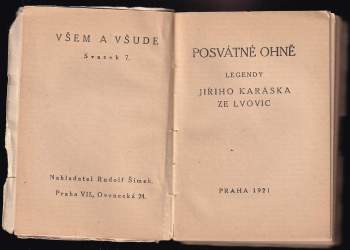 VŠEM A VŠUDE
Svazek 7.
Nakladatel Rudolf Šimek
Praha VII., Ovenecká 24.
POSVÁTNÉ OHNĚ
LEGENDY
JIŘIHO KARÁSKA
ZE LVOVIC
PRAHA 1921